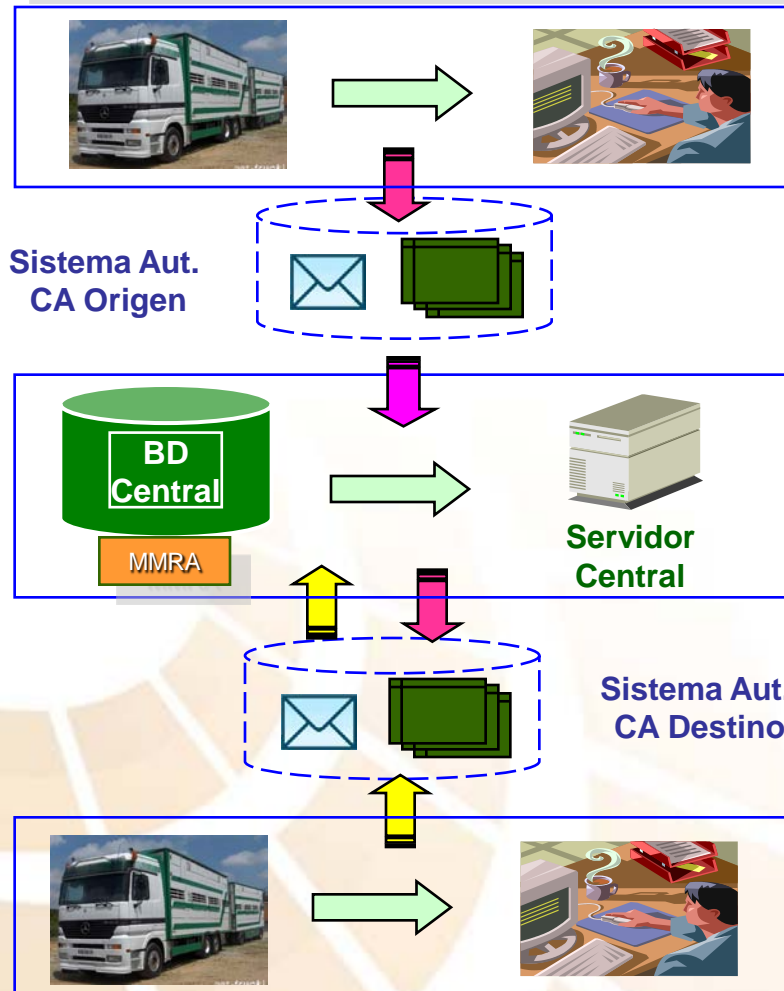 Sistema Aut.
CA Origen
BD
Central
MMRA
Servidor
Central
Sistema Aut.
CA Destino